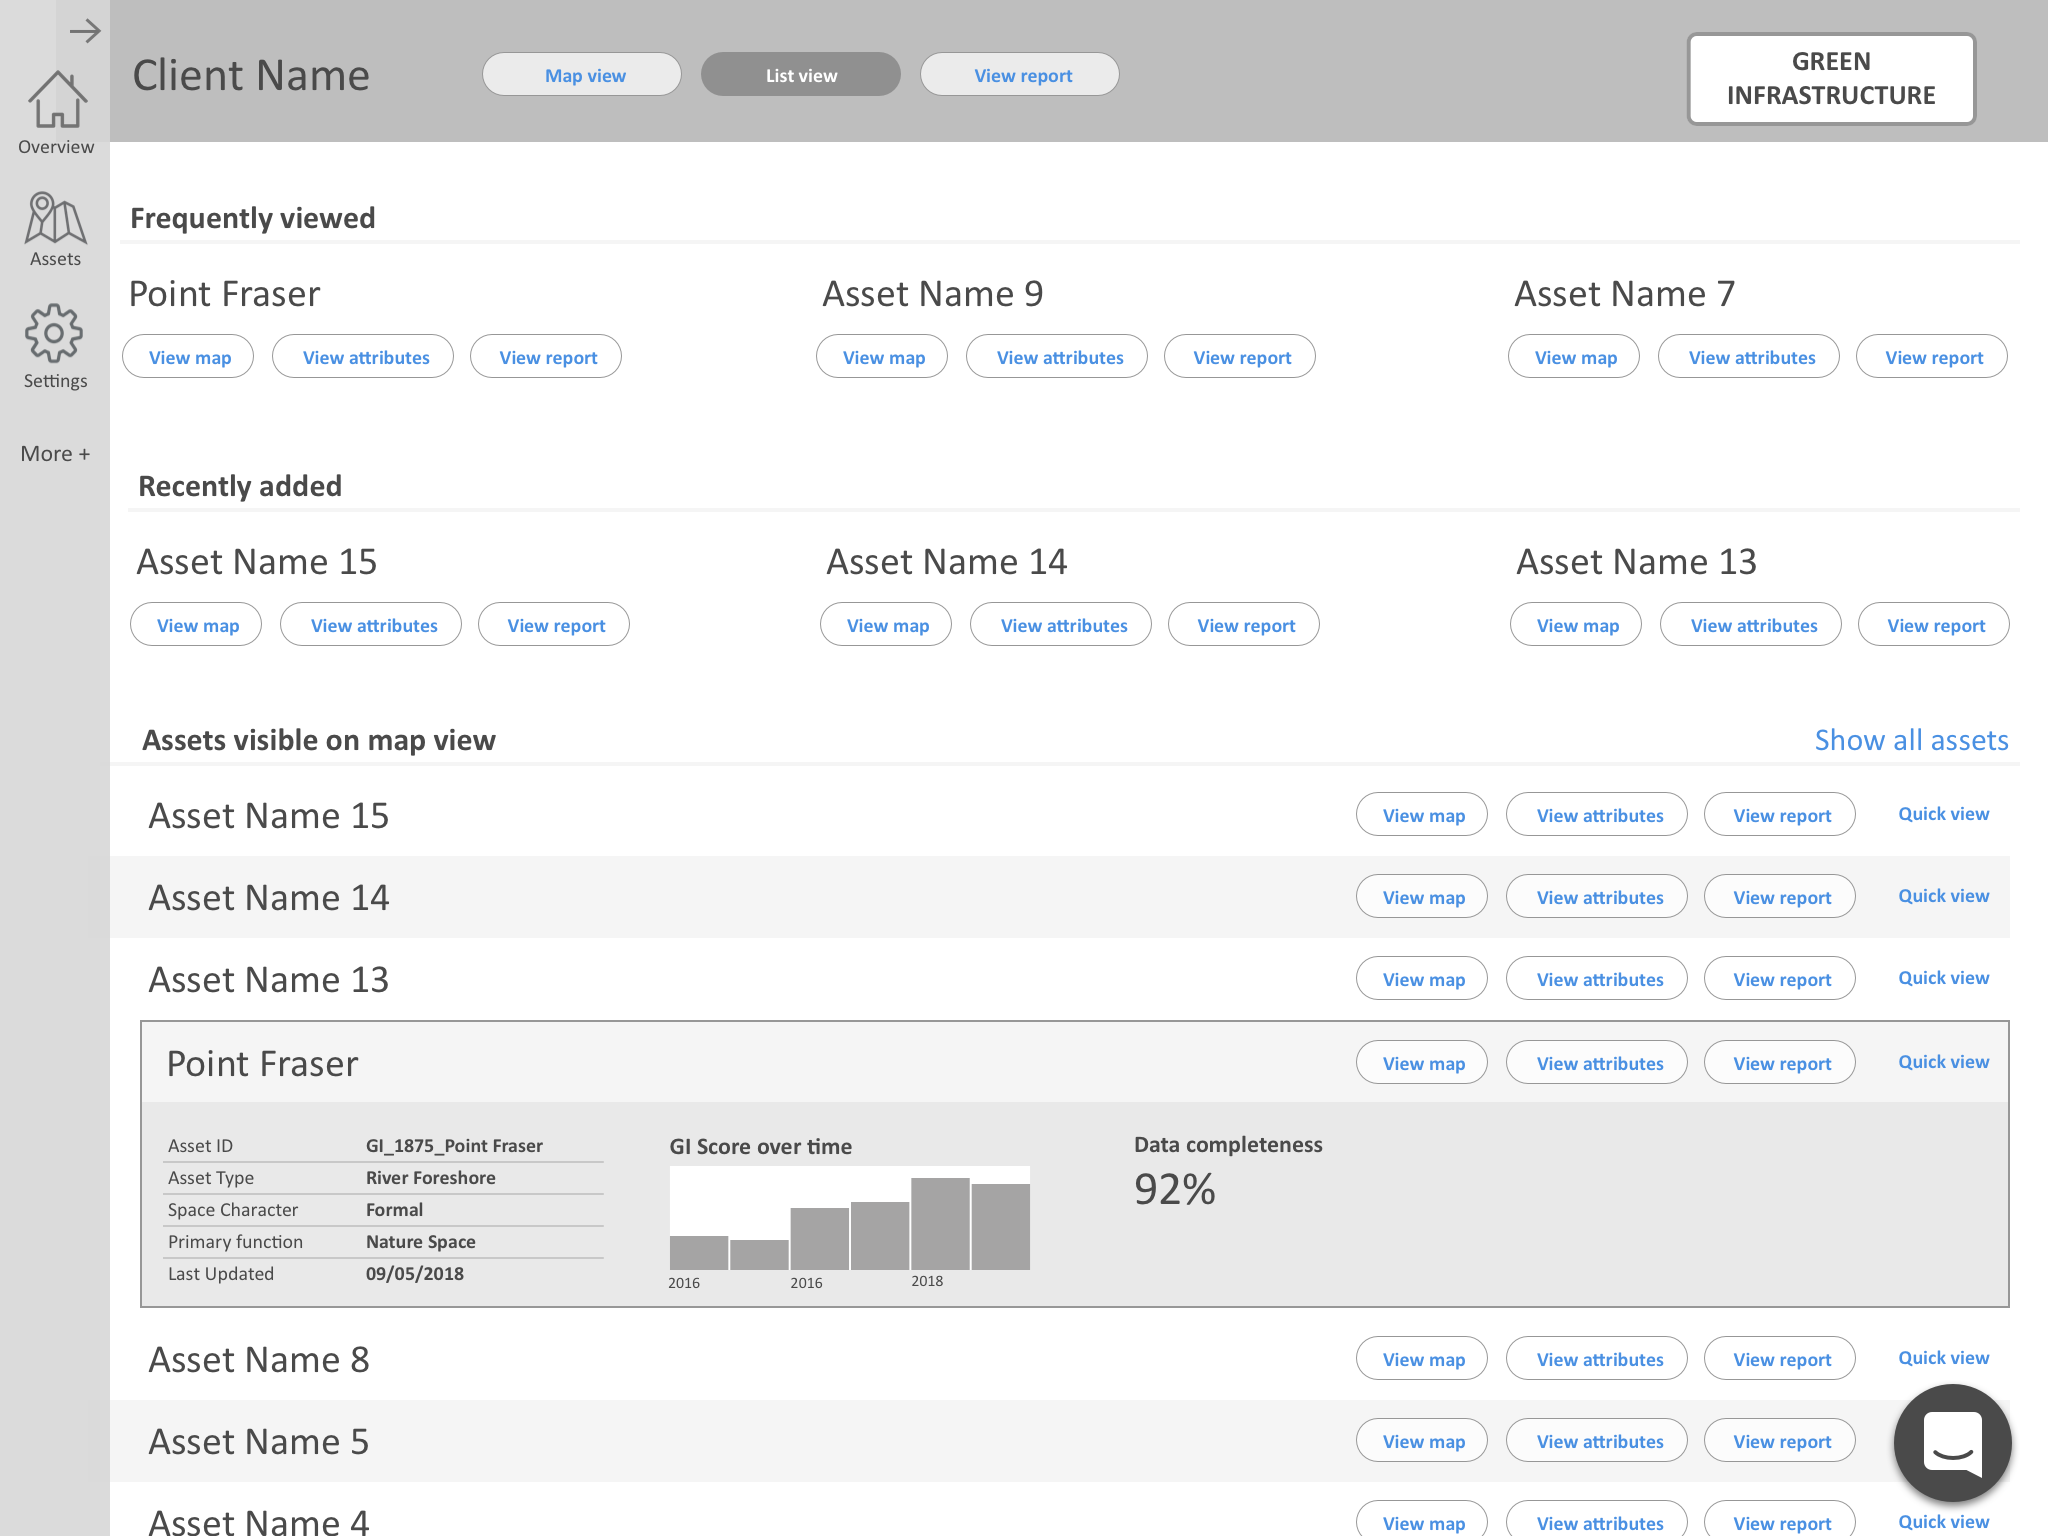 Client Name
Map view
List view
View report
GREEN
INFRASTRUCTURE
Overview
Assets
Settings
More +
Frequently viewed
Point Fraser
Asset Name 9
Asset Name 7
View map View attributes View report
View map View attributes View report
View map View attributes View report
Recently added
Asset Name 15
Asset Name 14
Asset Name 13
View map View attributes View report
View map View attributes View report
View map View attributes View report
Assets visible on map view
Show all assets
Asset Name 15 View map View attributes View report Quick view
Asset Name 14 View map View attributes View report Quick view
Asset Name 13 View map View attributes View report Quick view
Point Fraser View map View attributes View report Quick view
Asset ID GI_1875_Point Fraser
Asset Type River Foreshore
Space Character Formal
Primary function Nature Space
Last Updated 09/05/2018
GI Score over time
2016 2016 2018
Data completeness
92%
Asset Name 8 View map View attributes View report Quick view
Asset Name 5 View map View attributes View report
Asset Name 4 View map View attributes View report Quick view